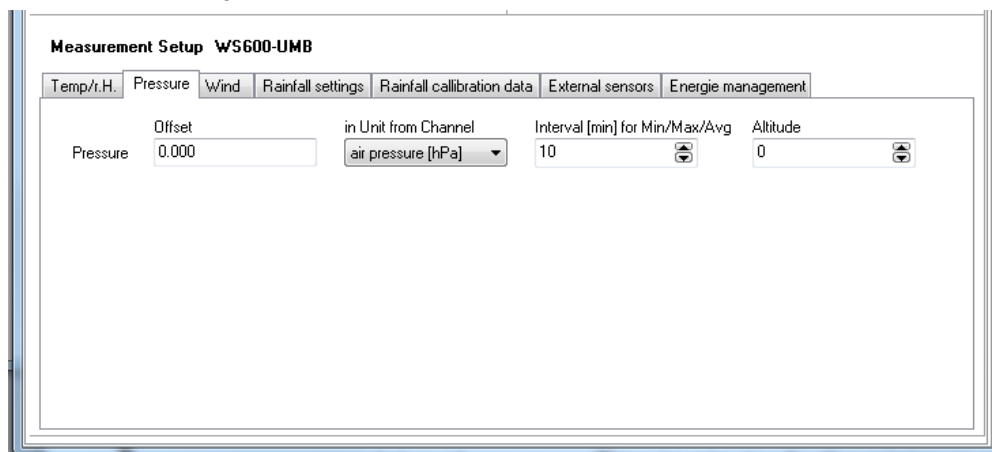 Measurement Setup WS600-UMB
Temp/r.H. Pressure Wind Rainfall settings Rainfall callibration data External sensors Energie management
Offset in Unit from Channel Interval [min] for Min/Max/Avg Altitude
Pressure 0.000 air pressure [hPa] 10 0